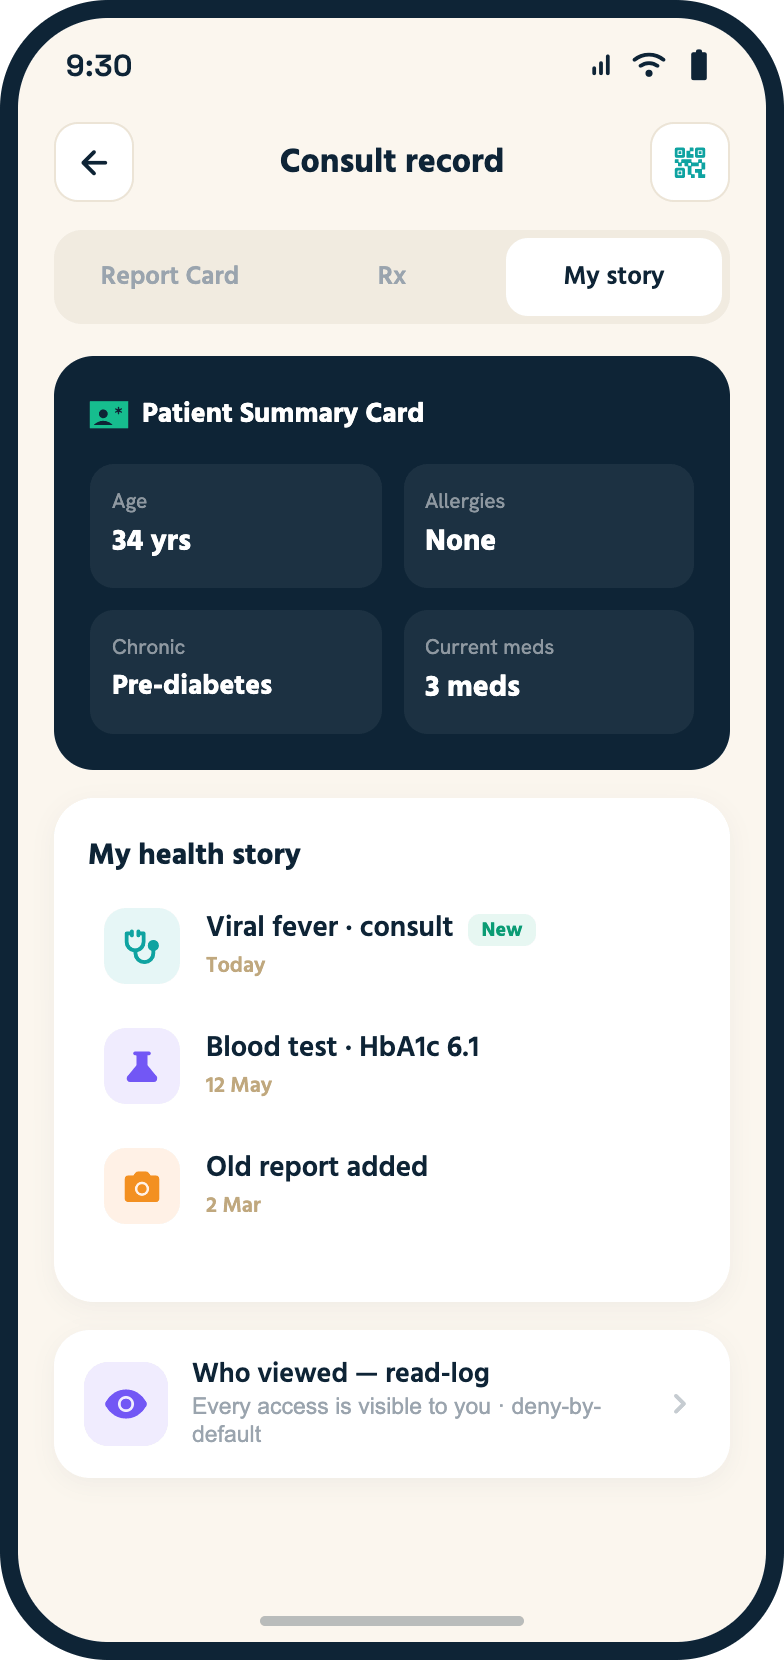 9:30
Consult record
Report Card
Rx
My story
Patient Summary Card
Age
34 yrs
Allergies
None
Chronic
Pre-diabetes
Current meds
3 meds
My health story
Viral fever · consult New
Today
Blood test · HbA1c 6.1
12 May
Old report added
2 Mar
Who viewed — read-log
Every access is visible to you · deny-by-
default